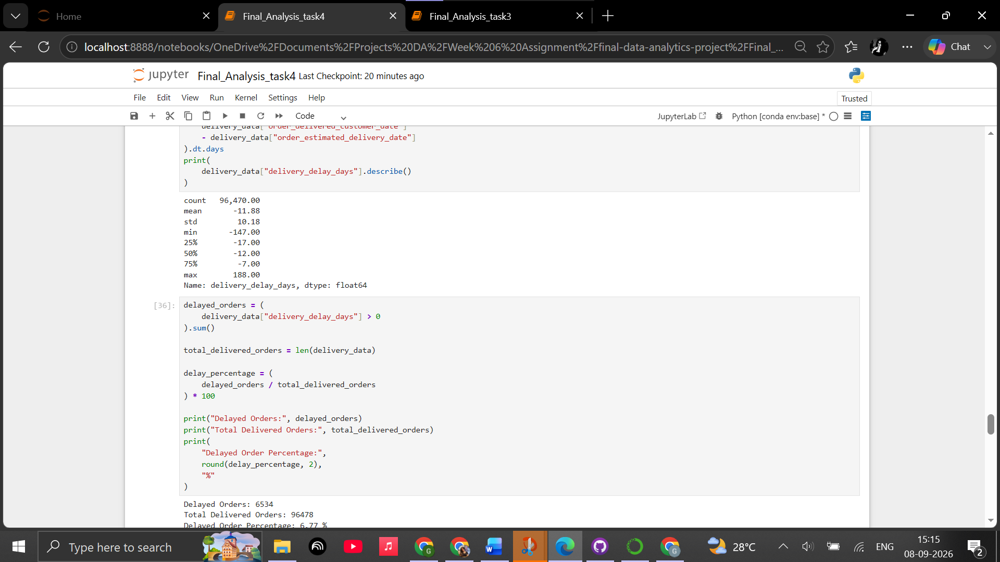 Home
Final_Analysis_task4
Final_Analysis_task3
localhost:8888/notebooks/OneDrive%2FDocuments%2FProjects%20DA%2FWeek%206%20Assignment%2Ffinal-data-analytics-project%2FFinal_...
Chat
jupyter Final_Analysis_task4 Last Checkpoint: 20 minutes ago
File Edit View Run Kernel Settings Help
Trusted
Code
JupyterLab
Python [conda env:base] *
delivery_data["order_delivered_customer_date"]
- delivery_data["order_estimated_delivery_date"]
).dt.days
print(
delivery_data["delivery_delay_days"].describe()
)
count 96,470.00
mean -11.88
std 10.18
min -147.00
25% -17.00
50% -12.00
75% -7.00
max 188.00
Name: delivery_delay_days, dtype: float64
[36]:
delayed_orders = (
delivery_data["delivery_delay_days"] > 0
).sum()
total_delivered_orders = len(delivery_data)
delay_percentage = (
delayed_orders / total_delivered_orders
) * 100
print("Delayed Orders:", delayed_orders)
print("Total Delivered Orders:", total_delivered_orders)
print(
"Delayed Order Percentage:",
round(delay_percentage, 2),
"%"
)
Delayed Orders: 6534
Total Delivered Orders: 96478
Delayed Order Percentage: 6.77 %
Type here to search
28°C
ENG
15:15
08-09-2026
2